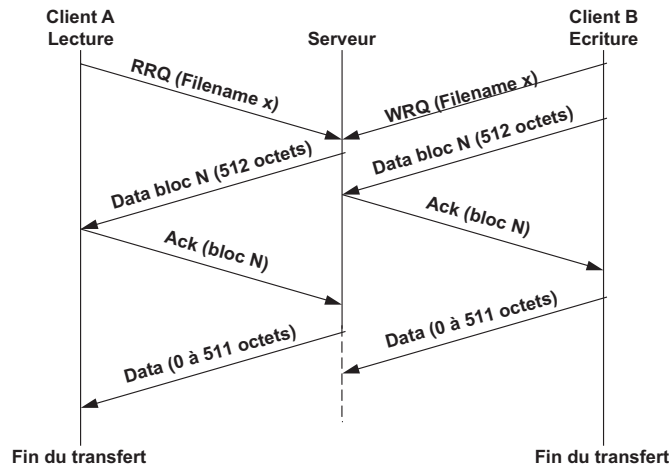 Client A
Lecture
Serveur
Client B
Ecriture
RRQ (Filename x)
WRQ (Filename x)
Data bloc N (512 octets)
Data bloc N (512 octets)
Ack (bloc N)
Ack (bloc N)
Data (0 à 511 octets)
Data (0 à 511 octets)
Fin du transfert
Fin du transfert